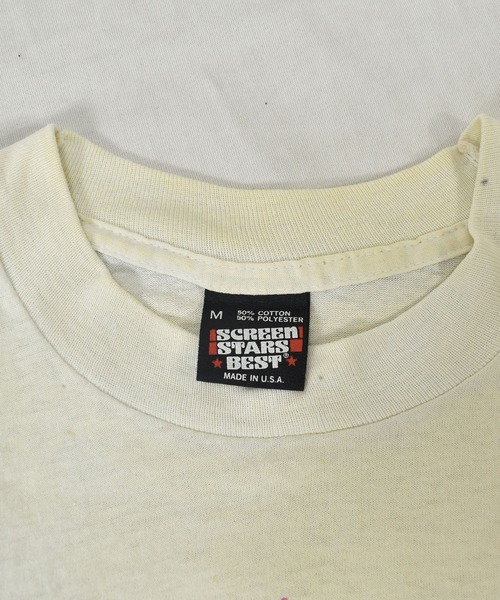 M 50% COTTON
50% POLYESTER
SCREEN
STARS
BEST®
MADE IN U.S.A.